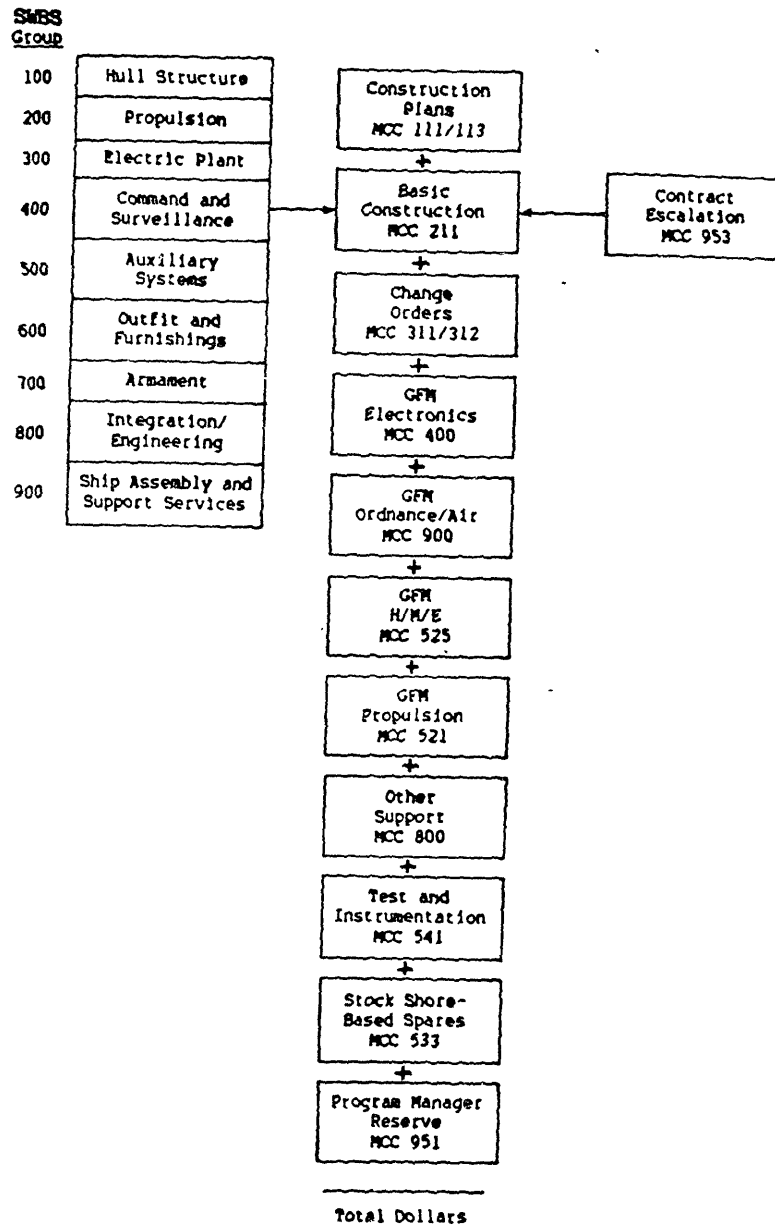 SWBS
Group
100
Hull Structure
200
Propulsion
300
Electric Plant
400
Command and
Surveillance
500
Auxiliary
Systems
600
Outfit and
Furnishings
700
Armament
800
Integration/
Engineering
900
Ship Assembly and
Support Services
Construction
Plans
MCC 111/113
+
Basic
Construction
MCC 211
+
Change
Orders
MCC 311/312
+
GFM
Electronics
MCC 400
+
GFM
Ordnance/Air
MCC 900
+
GFM
H/M/E
MCC 525
+
GFM
Propulsion
MCC 521
+
Other
Support
MCC 800
+
Test and
Instrumentation
MCC 541
+
Stock Shore-
Based Spares
MCC 533
+
Program Manager
Reserve
MCC 951
Total Dollars
Contract
Escalation
MCC 953